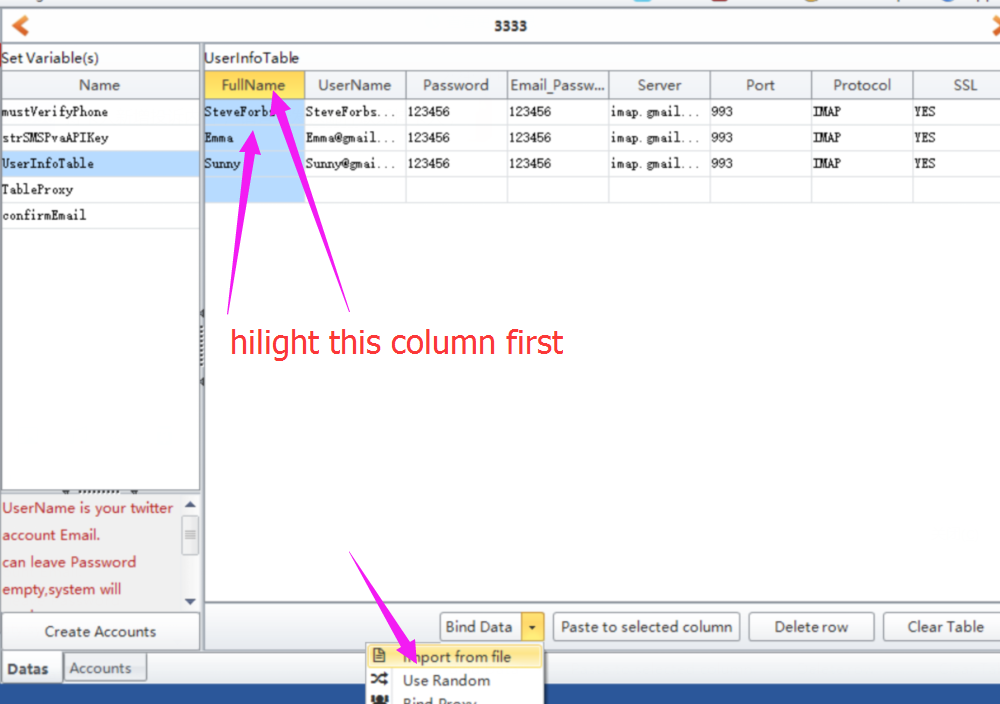 3333
Set Variable(s)
UserInfoTable
Name
FullName UserName Password Email_Passw... Server Port Protocol SSL
mustVerifyPhone
SteveForbs SteveForbs... 123456 123456 imap.gmail... 993 IMAP YES
strSMSPvaAPIKey
Emma Emma@gmail... 123456 123456 imap.gmail... 993 IMAP YES
UserInfoTable
Sunny Sunny@gmai... 123456 123456 imap.gmail... 993 IMAP YES
TableProxy
confirmEmail
hilight this column first
UserName is your twitter
account Email.
can leave Password
empty,system will
Create Accounts
Bind Data Paste to selected column Delete row Clear Table
Datas Accounts
Import from file
Use Random
Bind Proxy